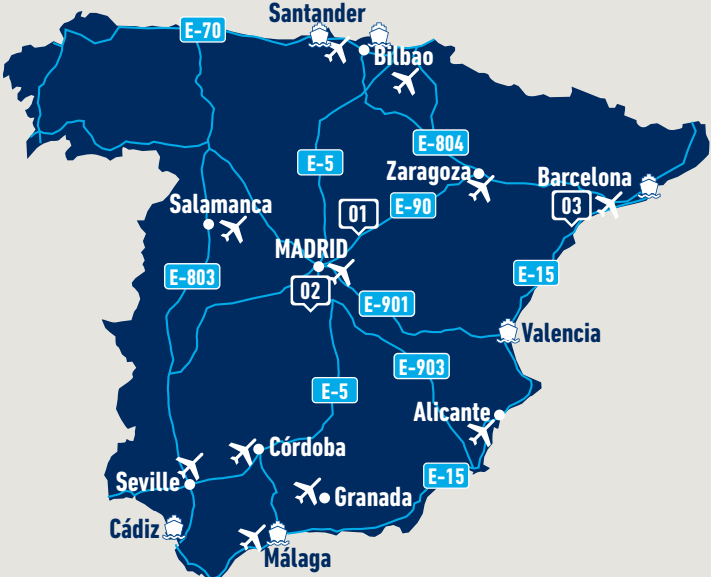 Santander
E-70
Bilbao
E-804
E-5
Zaragoza
Barcelona
Salamanca
01
E-90
03
MADRID
E-803
02
E-901
E-15
Valencia
E-903
E-5
Alicante
Córdoba
Seville
E-15
Granada
Cádiz
Málaga